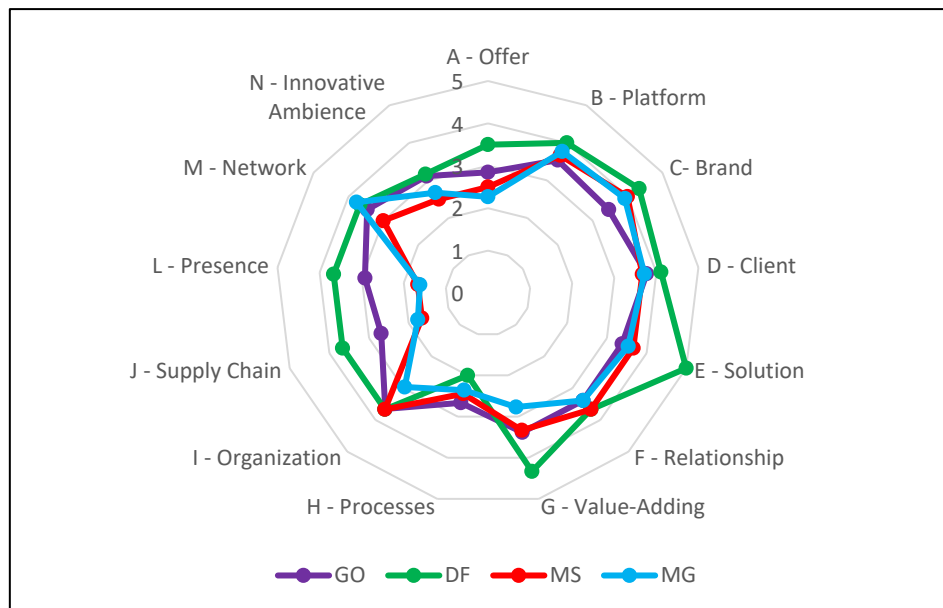 A - Offer
N - Innovative
Ambience
B - Platform
M - Network
C- Brand
L - Presence
D - Client
J - Supply Chain
E - Solution
I - Organization
F - Relationship
H - Processes
G - Value-Adding
5
4
3
2
1
0
GO
DF
MS
MG